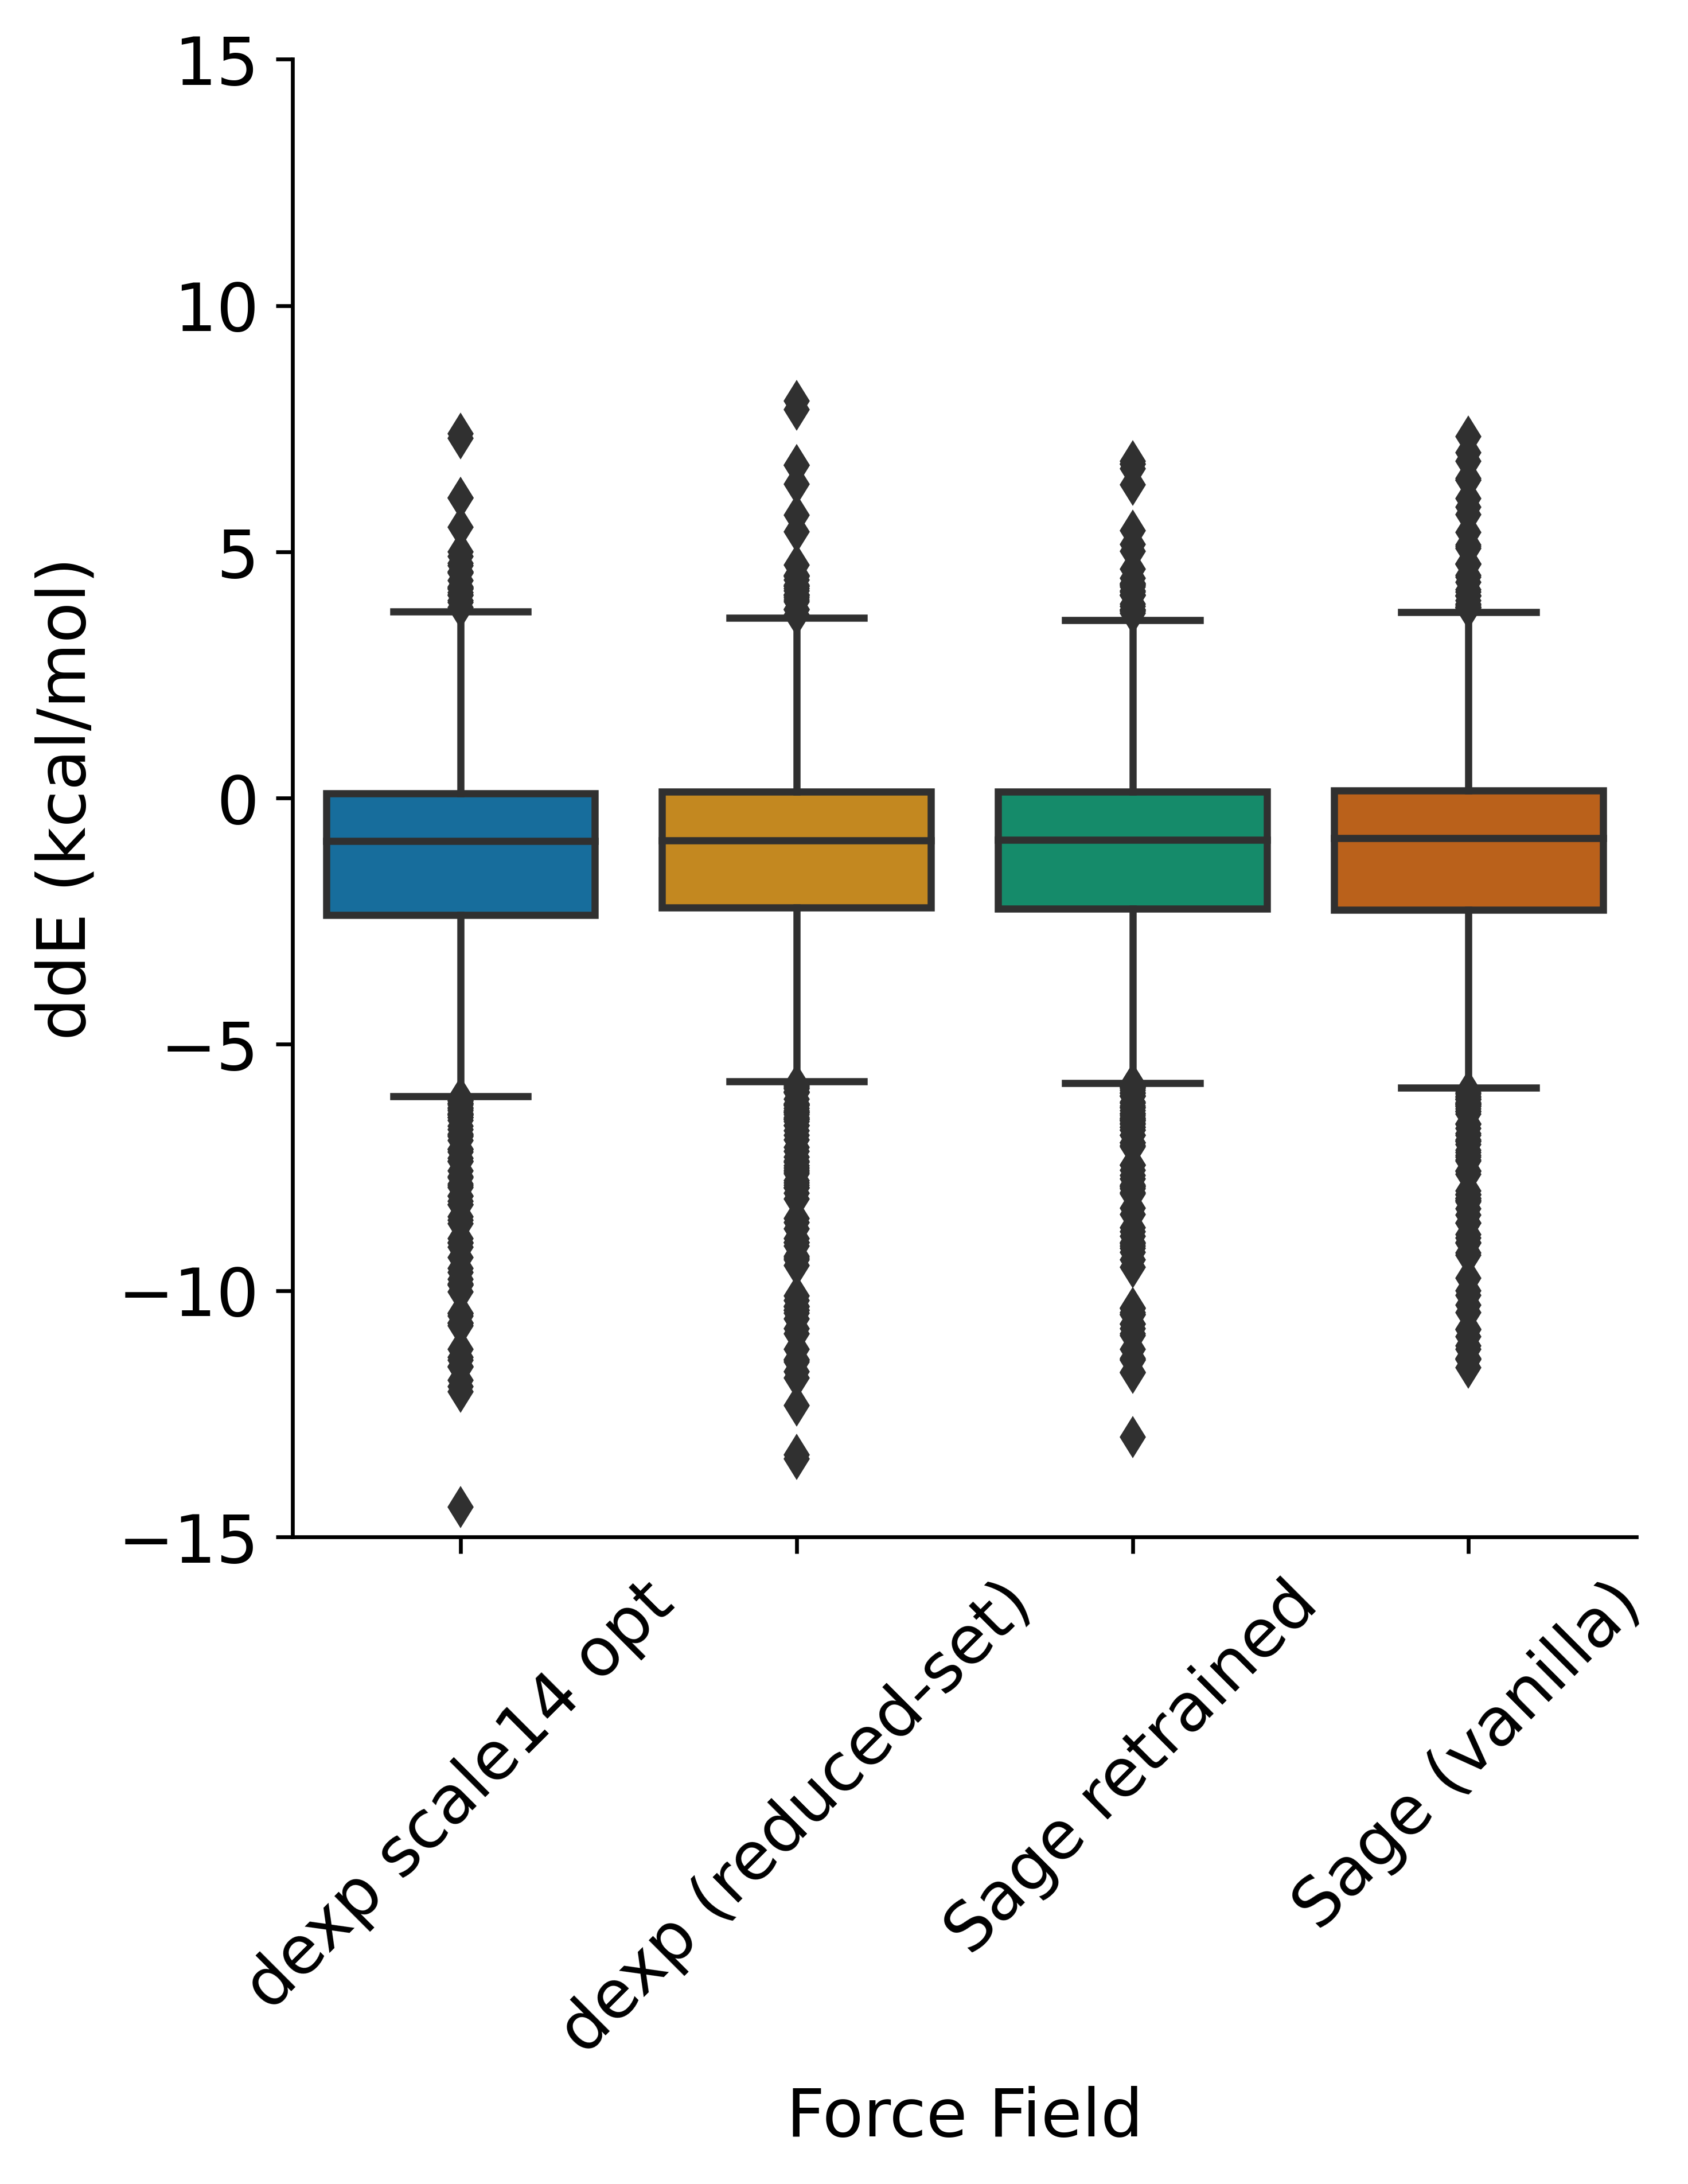 15
10
5
0
−5
−10
−15
ddE (kcal/mol)
dexp scale14 opt
dexp (reduced-set)
Sage retrained
Sage (vanilla)
Force Field